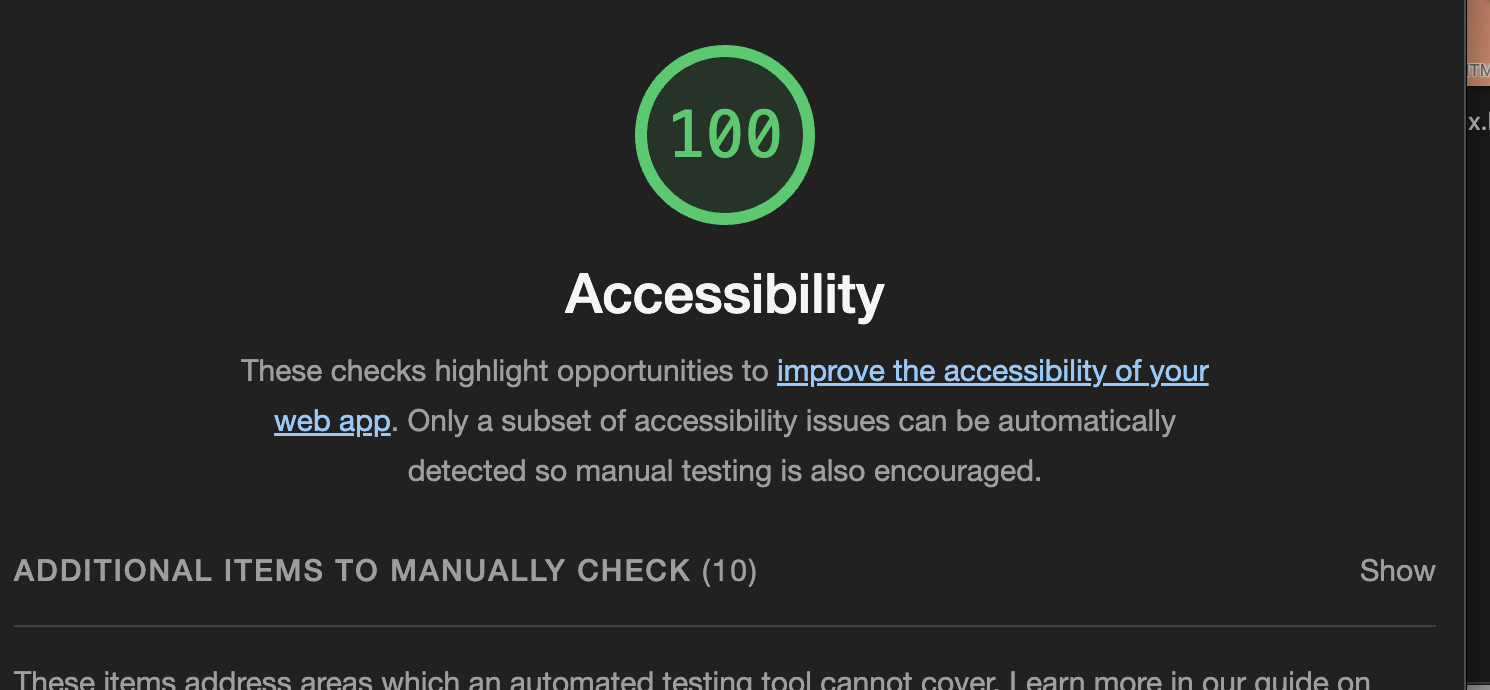 100
Accessibility
These checks highlight opportunities to improve the accessibility of your
web app. Only a subset of accessibility issues can be automatically
detected so manual testing is also encouraged.
ADDITIONAL ITEMS TO MANUALLY CHECK (10)
Show
These items address areas which an automated testing tool cannot cover. Learn more in our guide on